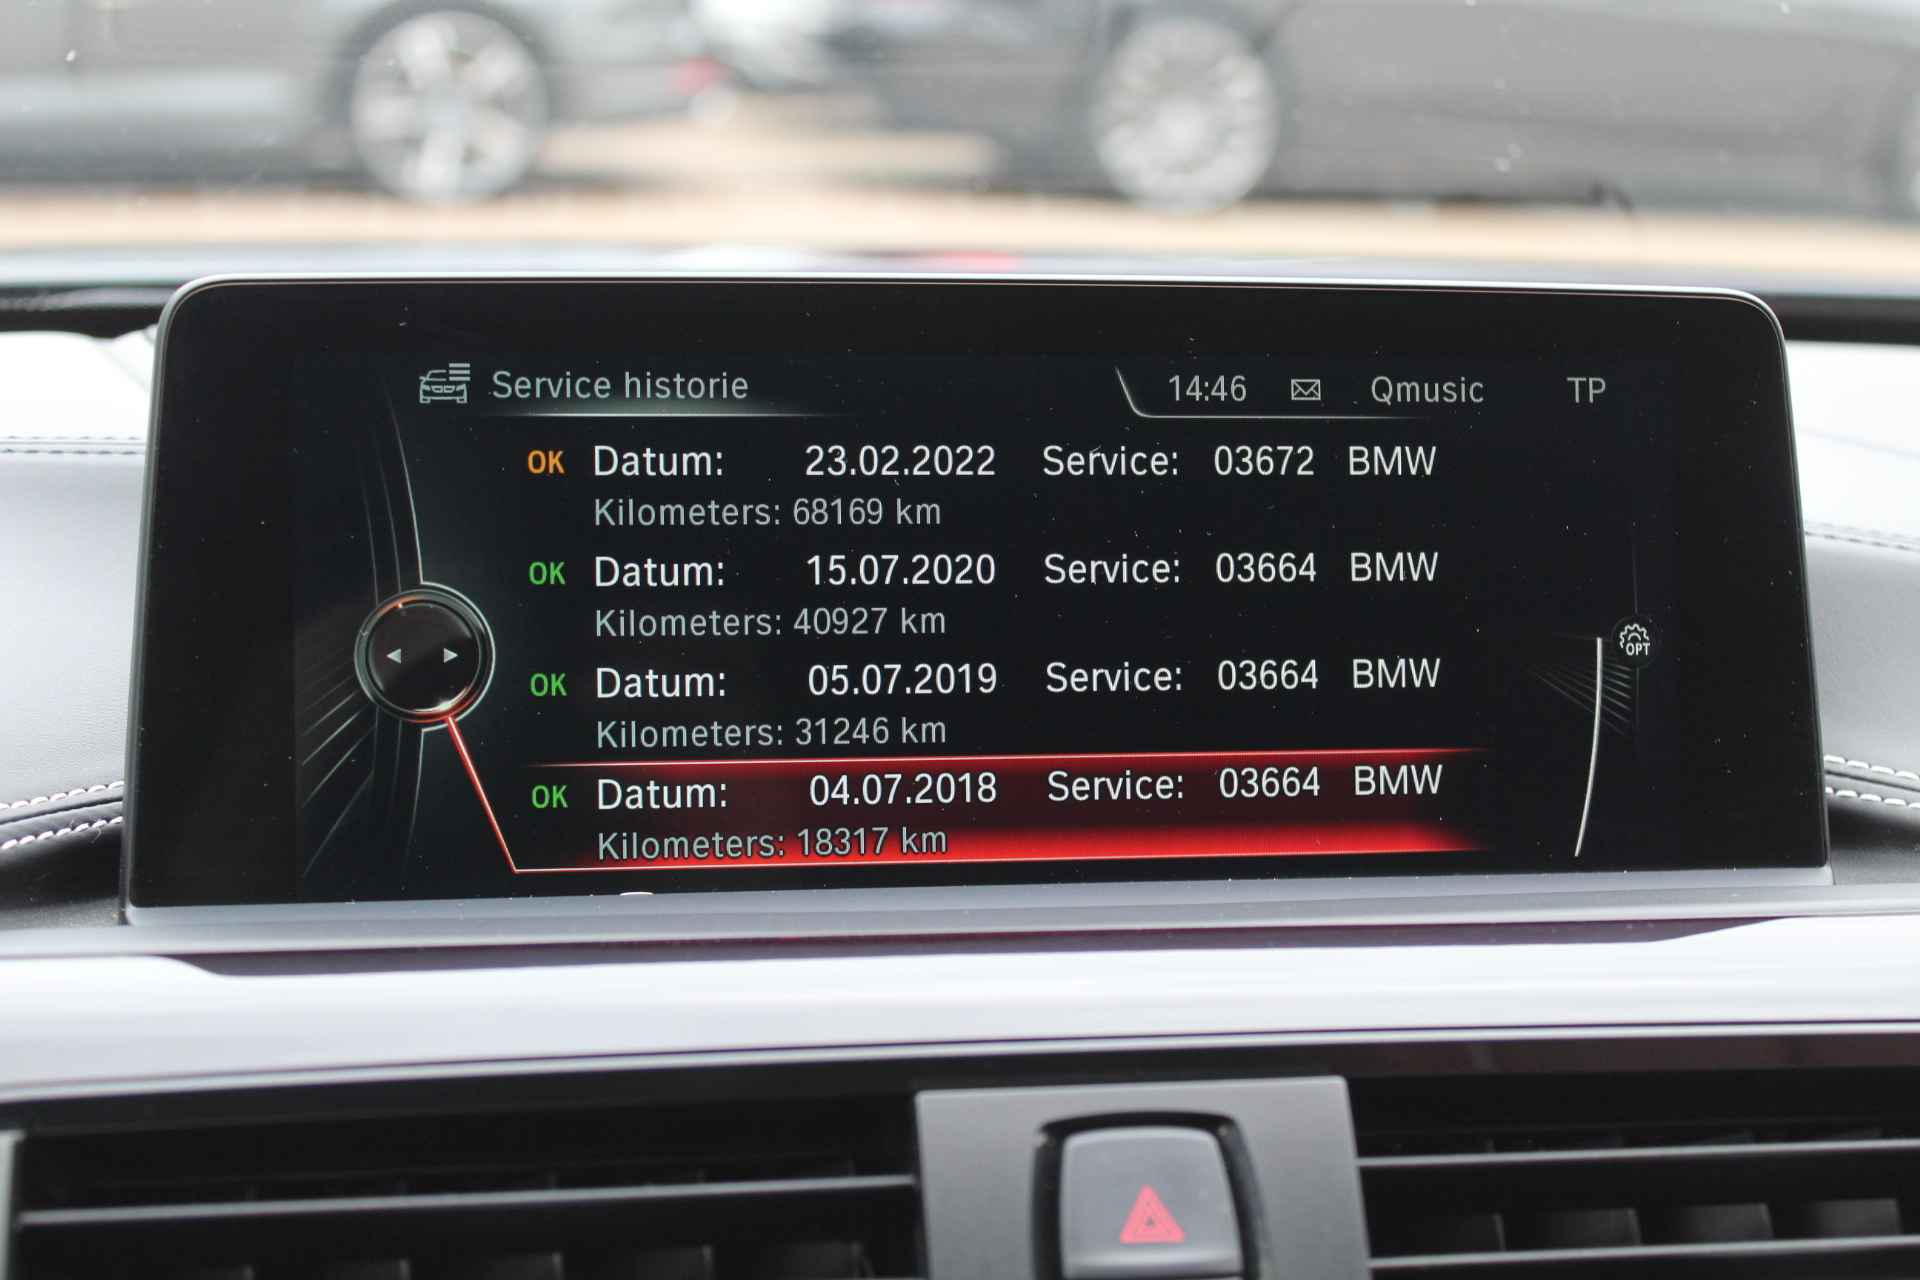 Service historie
14:46 Qmusic TP
OK Datum: 23.02.2022 Service: 03672 BMW
Kilometers: 68169 km
OK Datum: 15.07.2020 Service: 03664 BMW
Kilometers: 40927 km
OK Datum: 05.07.2019 Service: 03664 BMW
Kilometers: 31246 km
OPT
OK Datum: 04.07.2018 Service: 03664 BMW
Kilometers: 18317 km